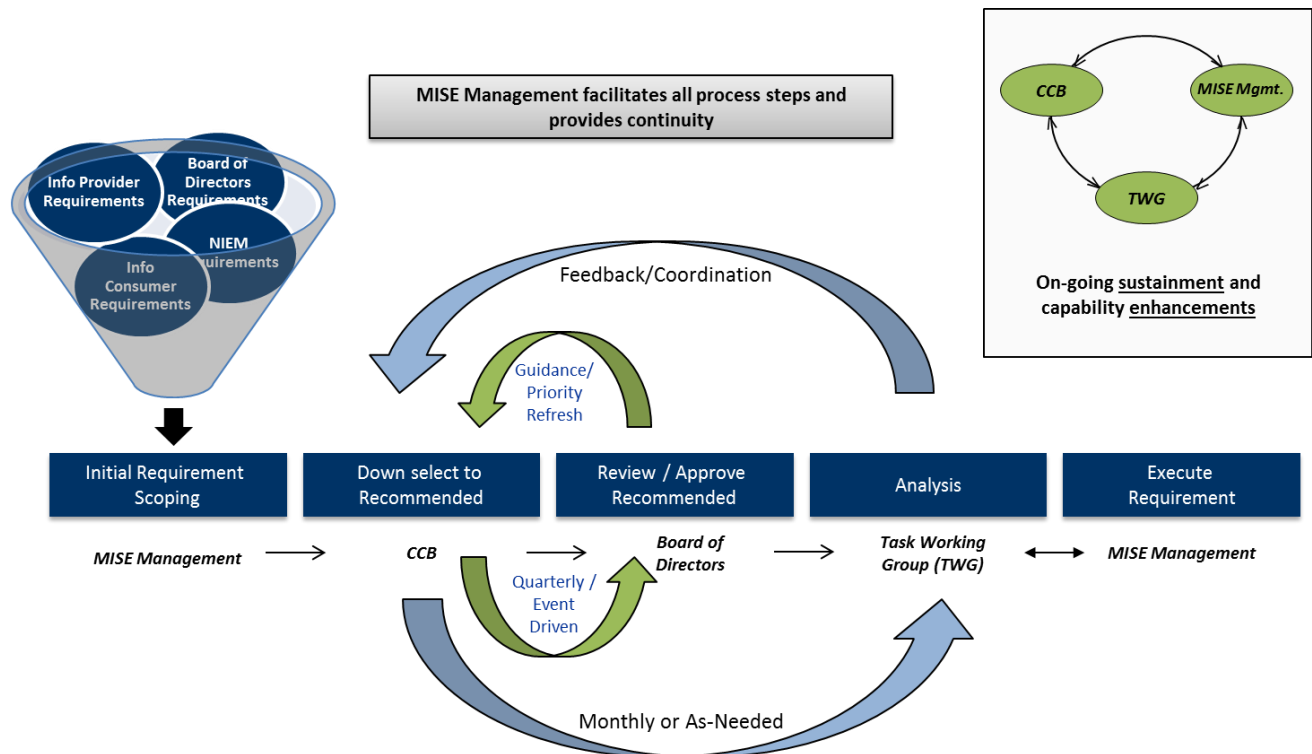 MISE Management facilitates all process steps and
provides continuity
CCB
MISE Mgmt.
TWG
On-going sustainment and
capability enhancements
Info Provider
Requirements
Board of
Directors
Requirements
NIEM
quirements
Info
Consumer
Requirements
Feedback/Coordination
Guidance/
Priority
Refresh
Initial Requirement
Scoping
Down select to
Recommended
Review / Approve
Recommended
Analysis
Execute
Requirement
MISE Management
CCB
Board of
Directors
Task Working
Group (TWG)
MISE Management
Quarterly /
Event
Driven
Monthly or As-Needed